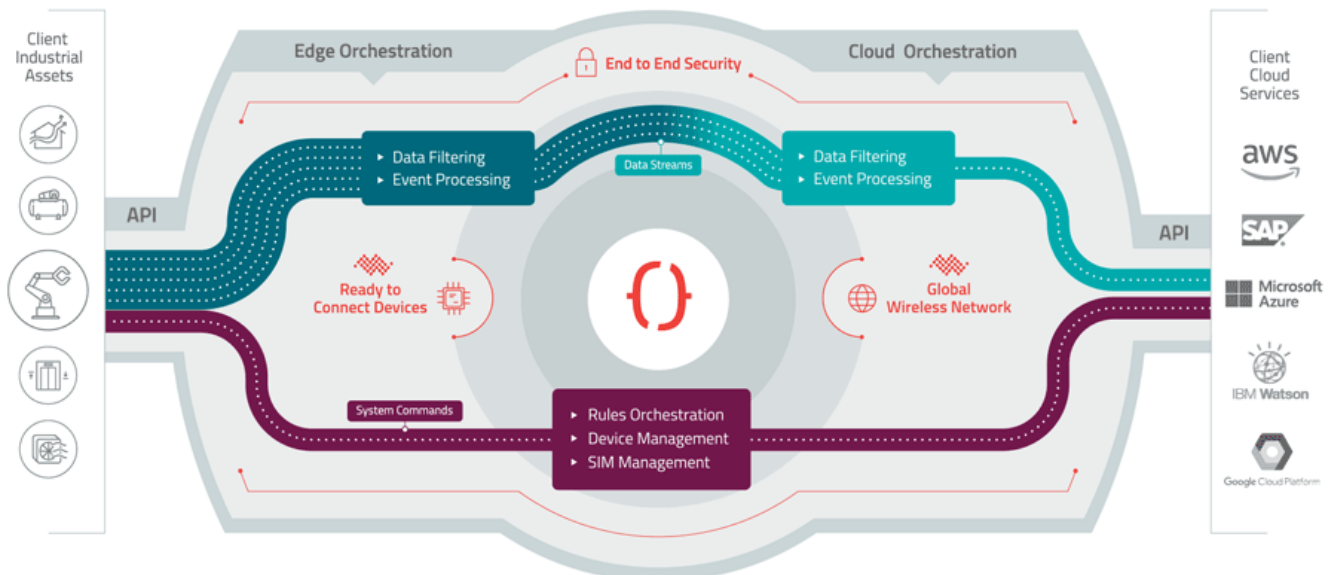 Client
Industrial
Assets
Edge Orchestration
End to End Security
Cloud Orchestration
Client
Cloud
Services
Data Filtering
Event Processing
Data Streams
Data Filtering
Event Processing
API
API
aws
SAP
Microsoft
Azure
IBM Watson
Google Cloud Platform
Ready to
Connect Devices
Global
Wireless Network
System Commands
Rules Orchestration
Device Management
SIM Management